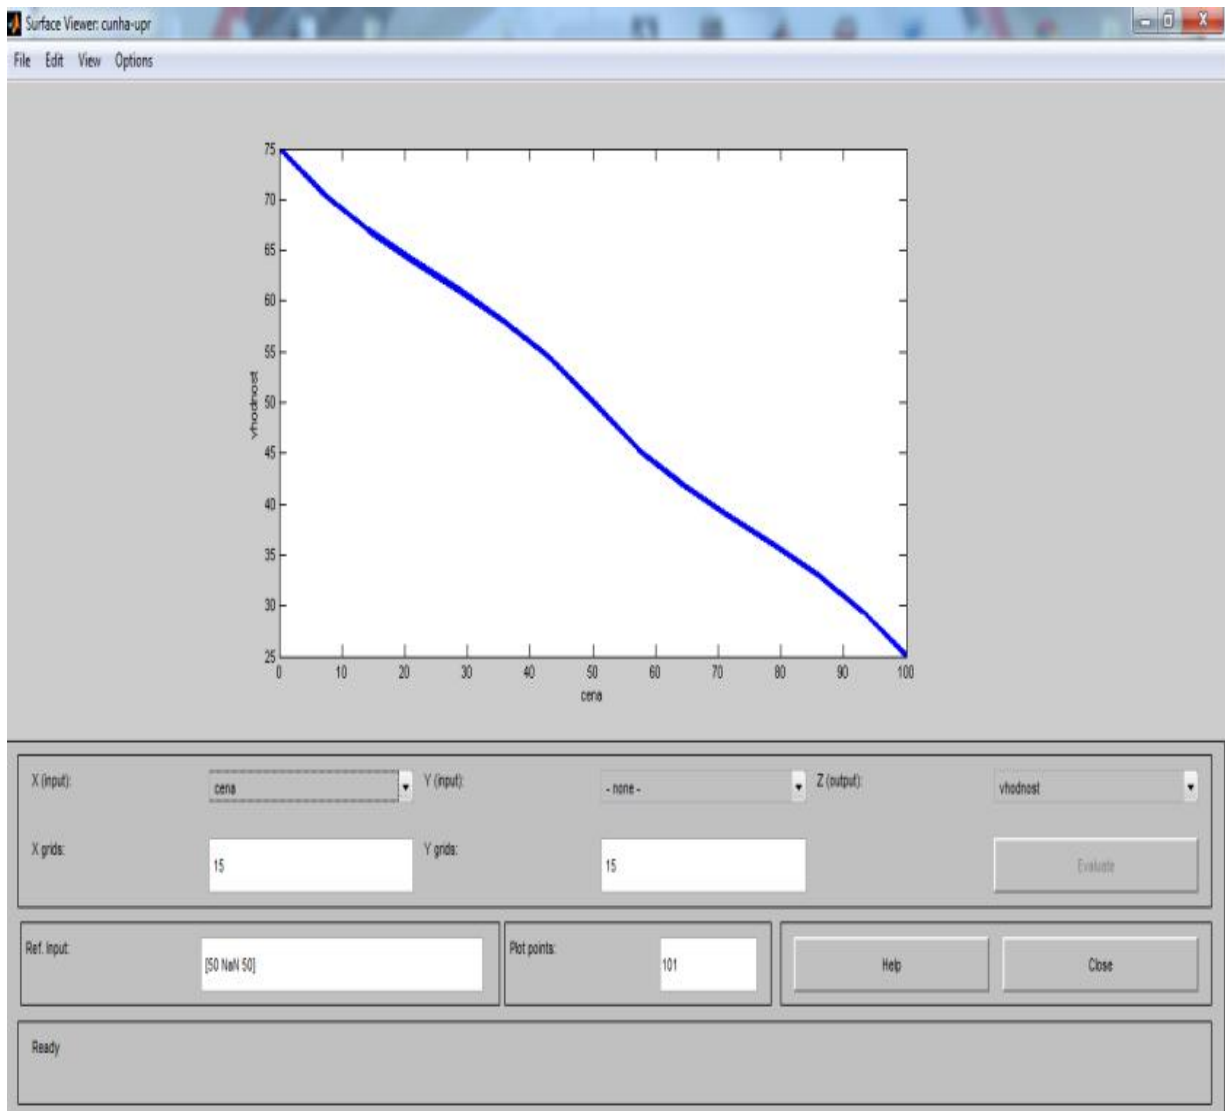 Surface Viewer: cunha-upr
File Edit View Options
75
70
65
60
55
50
45
40
35
30
25
vhodnost
0 10 20 30 40 50 60 70 80 90 100
cena
X (input): cena Y (input): - none - Z (output): vhodnost
X grids: 15 Y grids: 15 Evaluate
Ref. Input: [50 NaN 50] Plot points: 101 Help Close
Ready